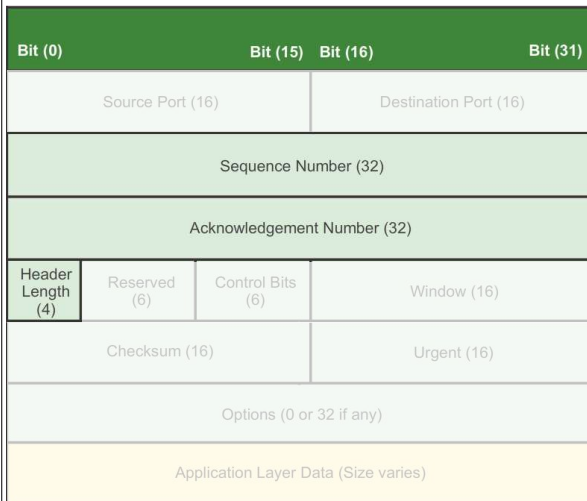 Bit (0) Bit (15) Bit (16) Bit (31)
Source Port (16) Destination Port (16)
Sequence Number (32)
Acknowledgement Number (32)
Header
Length
(4)
Reserved
(6)
Control Bits
(6)
Window (16)
Checksum (16) Urgent (16)
Options (0 or 32 if any)
Application Layer Data (Size varies)